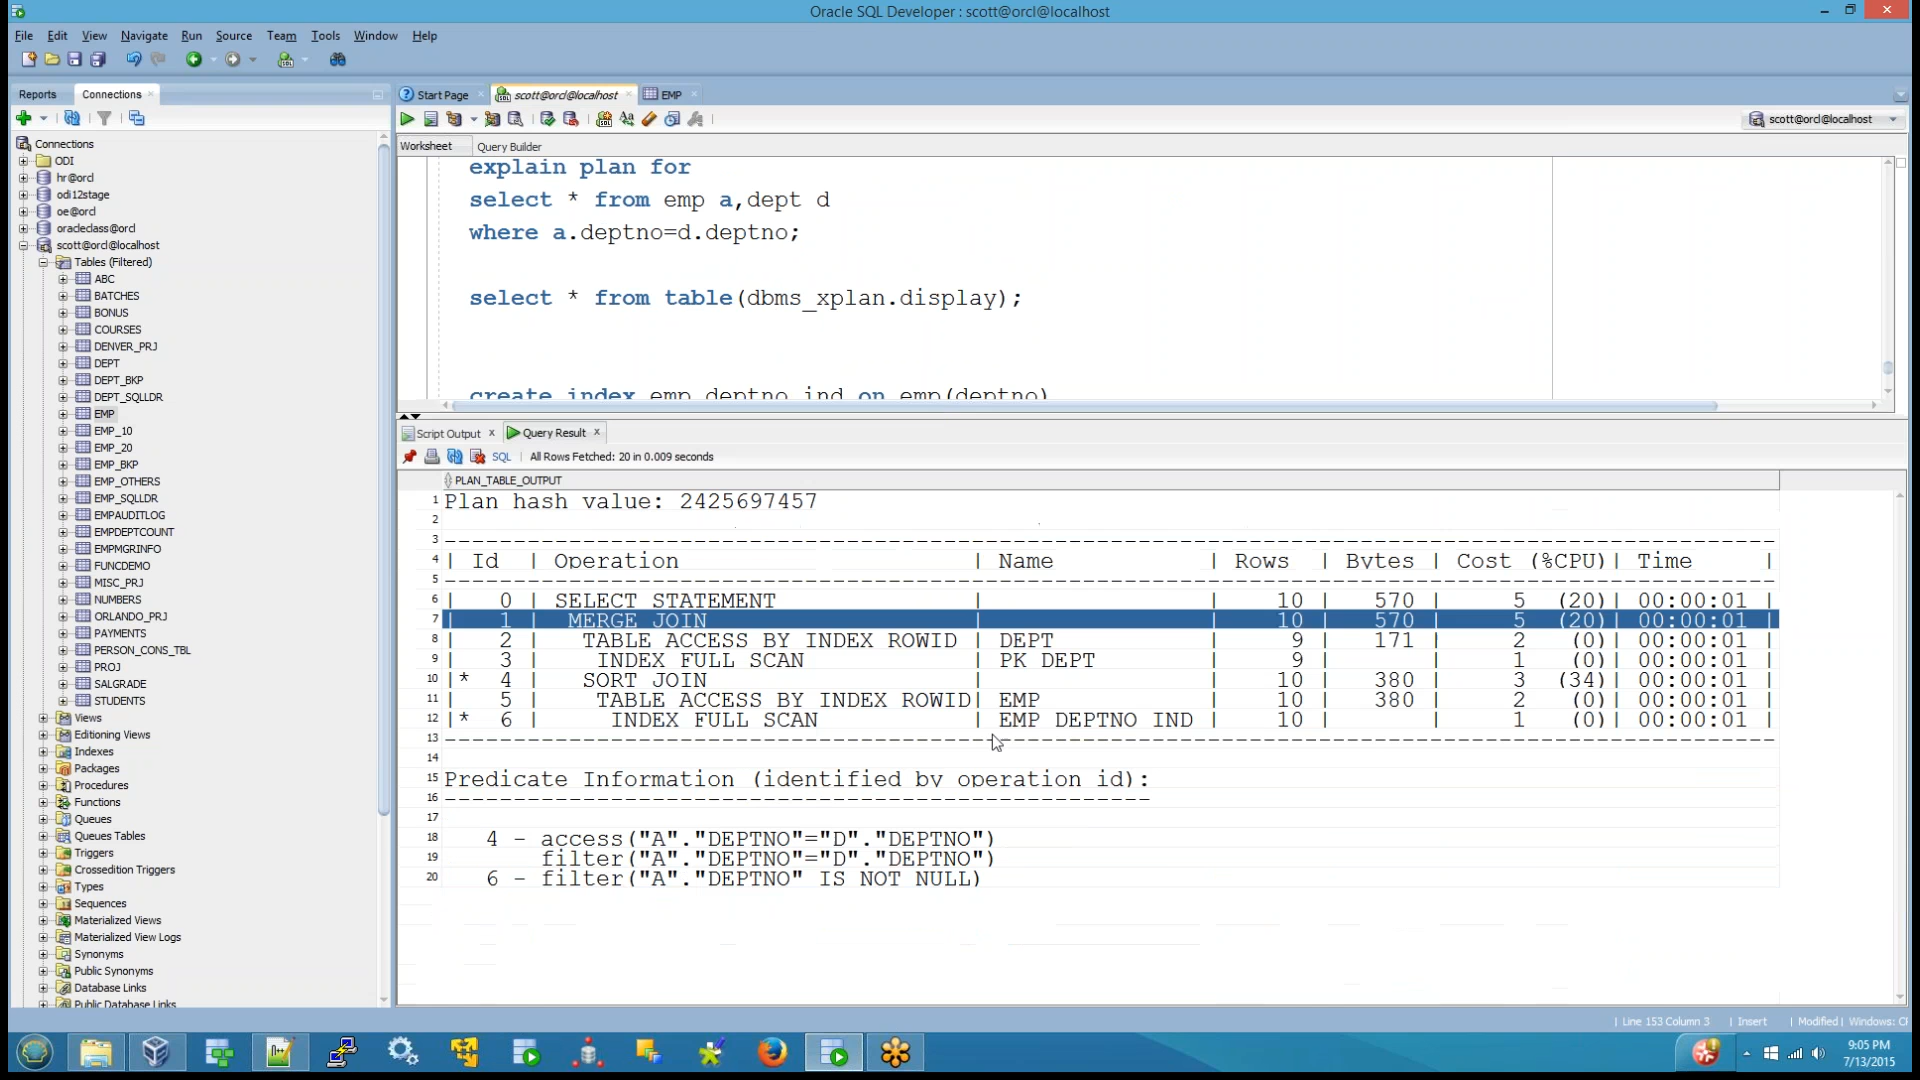 Oracle SQL Developer : scott@orcl@localhost
File Edit View Navigate Run Source Team Tools Window Help
Reports Connections
Start Page scott@orcl@localhost EMP
scott@orcl@localhost
Worksheet Query Builder
Connections
ODI
hr@orcl
odi12stage
oe@orcl
oracleclass@orcl
scott@orcl@localhost
Tables (Filtered)
ABC
BATCHES
BONUS
COURSES
DENVER_PRJ
DEPT
DEPT_BKP
DEPT_SQLLDR
EMP
EMP_10
EMP_20
EMP_BKP
EMP_OTHERS
EMP_SQLLDR
EMPAUDITLOG
EMPDEPTCOUNT
EMPMGRINFO
FUNCDEMO
MISC_PRJ
NUMBERS
ORLANDO_PRJ
PAYMENTS
PERSON_CONS_TBL
PROJ
SALGRADE
STUDENTS
Views
Editioning Views
Indexes
Packages
Procedures
Functions
Queues
Queues Tables
Triggers
Crossedition Triggers
Types
Sequences
Materialized Views
Materialized View Logs
Synonyms
Public Synonyms
Database Links
Public Database Links
explain plan for
select * from emp a,dept d
where a.deptno=d.deptno;
select * from table(dbms_xplan.display);
create index emp_deptno_ind on emp(deptno)
Script Output Query Result
SQL | All Rows Fetched: 20 in 0.009 seconds
PLAN_TABLE_OUTPUT
1 Plan hash value: 2425697457
2
3 ------------------------------------------------------------------------------------------------
4 | Id | Operation | Name | Rows | Bytes | Cost (%CPU)| Time |
5 ------------------------------------------------------------------------------------------------
6 | 0 | SELECT STATEMENT | | 10 | 570 | 5 (20)| 00:00:01 |
7 | 1 | MERGE JOIN | | 10 | 570 | 5 (20)| 00:00:01 |
8 | 2 | TABLE ACCESS BY INDEX ROWID | DEPT | 9 | 171 | 2 (0)| 00:00:01 |
9 | 3 | INDEX FULL SCAN | PK_DEPT | 9 | | 1 (0)| 00:00:01 |
10 |* 4 | SORT JOIN | | 10 | 380 | 3 (34)| 00:00:01 |
11 | 5 | TABLE ACCESS BY INDEX ROWID| EMP | 10 | 380 | 2 (0)| 00:00:01 |
12 |* 6 | INDEX FULL SCAN | EMP_DEPTNO_IND | 10 | | 1 (0)| 00:00:01 |
13 ------------------------------------------------------------------------------------------------
14
15 Predicate Information (identified by operation id):
16 ---------------------------------------------------
17
18 4 - access("A"."DEPTNO"="D"."DEPTNO")
19 filter("A"."DEPTNO"="D"."DEPTNO")
20 6 - filter("A"."DEPTNO" IS NOT NULL)
| Line 153 Column 3 | Insert | Modified | Windows:
9:05 PM
7/13/2015